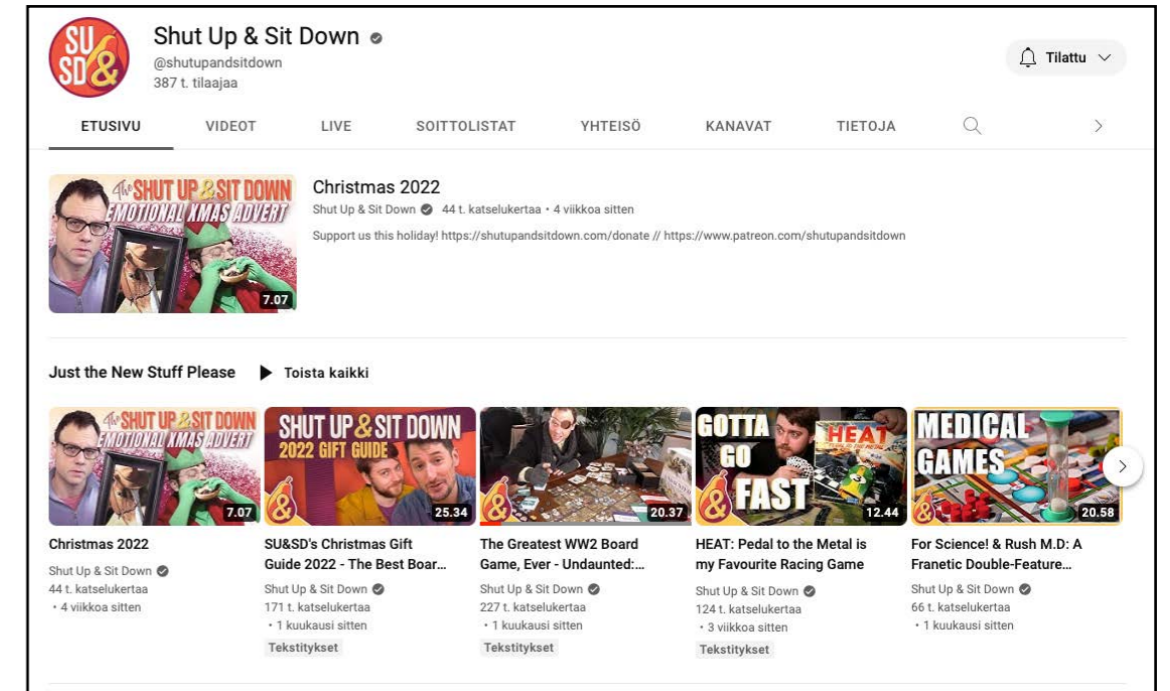 SU
SD&
Shut Up & Sit Down
@shutupandsitdown
387 t. tilaajaa
Tilattu
ETUSIVU VIDEOT LIVE SOITTOLISTAT YHTEISÖ KANAVAT TIETOJA
The SHUT UP & SIT DOWN
EMOTIONAL XMAS ADVERT
7.07
Christmas 2022
Shut Up & Sit Down 44 t. katselukertaa • 4 viikkoa sitten
Support us this holiday! https://shutupandsitdown.com/donate // https://www.patreon.com/shutupandsitdown
Just the New Stuff Please Toista kaikki
The SHUT UP & SIT DOWN
EMOTIONAL XMAS ADVERT
7.07
Christmas 2022
Shut Up & Sit Down
44 t. katselukertaa
• 4 viikkoa sitten
SHUT UP & SIT DOWN
2022 GIFT GUIDE
&
25.34
SU&SD's Christmas Gift
Guide 2022 - The Best Boar...
Shut Up & Sit Down
171 t. katselukertaa
• 1 kuukausi sitten
Tekstitykset
&
20.37
The Greatest WW2 Board
Game, Ever - Undaunted:...
Shut Up & Sit Down
227 t. katselukertaa
• 1 kuukausi sitten
Tekstitykset
GOTTA
GO
FAST
HEAT
&
12.44
HEAT: Pedal to the Metal is
my Favourite Racing Game
Shut Up & Sit Down
124 t. katselukertaa
• 3 viikkoa sitten
Tekstitykset
MEDICAL
GAMES
&
20.58
For Science! & Rush M.D: A
Franetic Double-Feature...
Shut Up & Sit Down
66 t. katselukertaa
• 1 kuukausi sitten